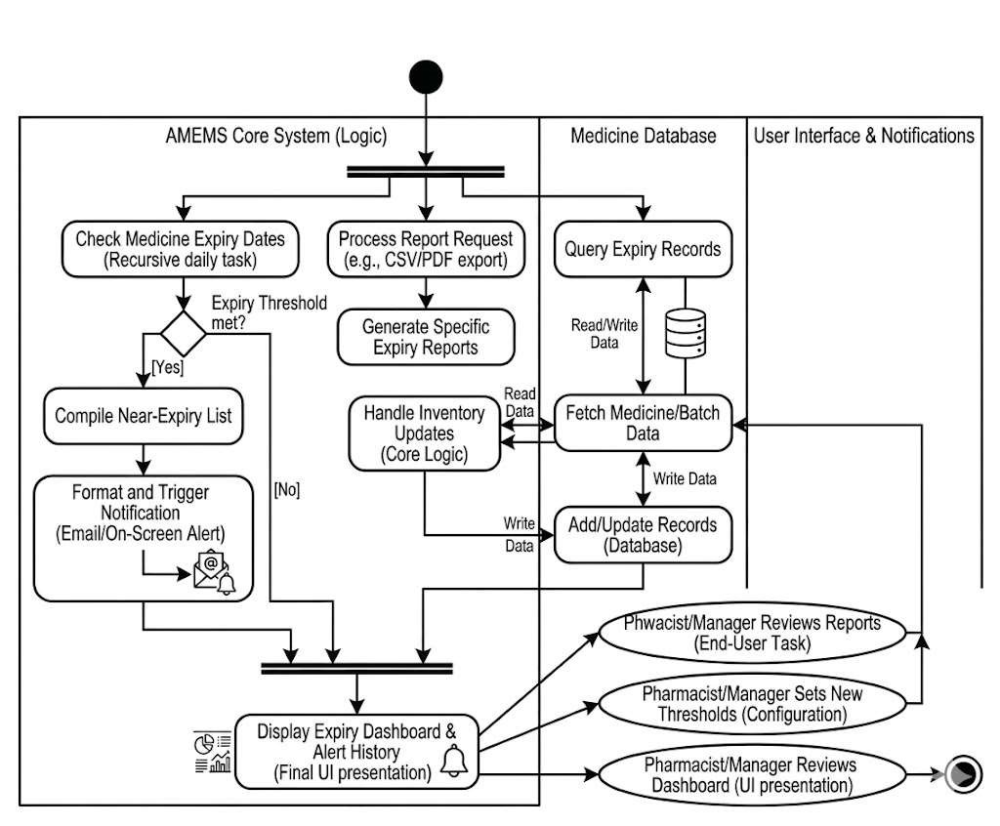 AMEMS Core System (Logic)
Medicine Database
User Interface & Notifications
Check Medicine Expiry Dates
(Recursive daily task)
Process Report Request
(e.g., CSV/PDF export)
Query Expiry Records
Expiry Threshold
met?
Generate Specific
Expiry Reports
Read/Write
Data
[Yes]
Compile Near-Expiry List
Handle Inventory
Updates
(Core Logic)
Read
Data
Fetch Medicine/Batch
Data
Format and Trigger
Notification
(Email/On-Screen Alert)
@
[No]
Write Data
Write
Data
Add/Update Records
(Database)
Phwacist/Manager Reviews Reports
(End-User Task)
Pharmacist/Manager Sets New
Thresholds (Configuration)
Display Expiry Dashboard &
Alert History
(Final UI presentation)
Pharmacist/Manager Reviews
Dashboard (UI presentation)